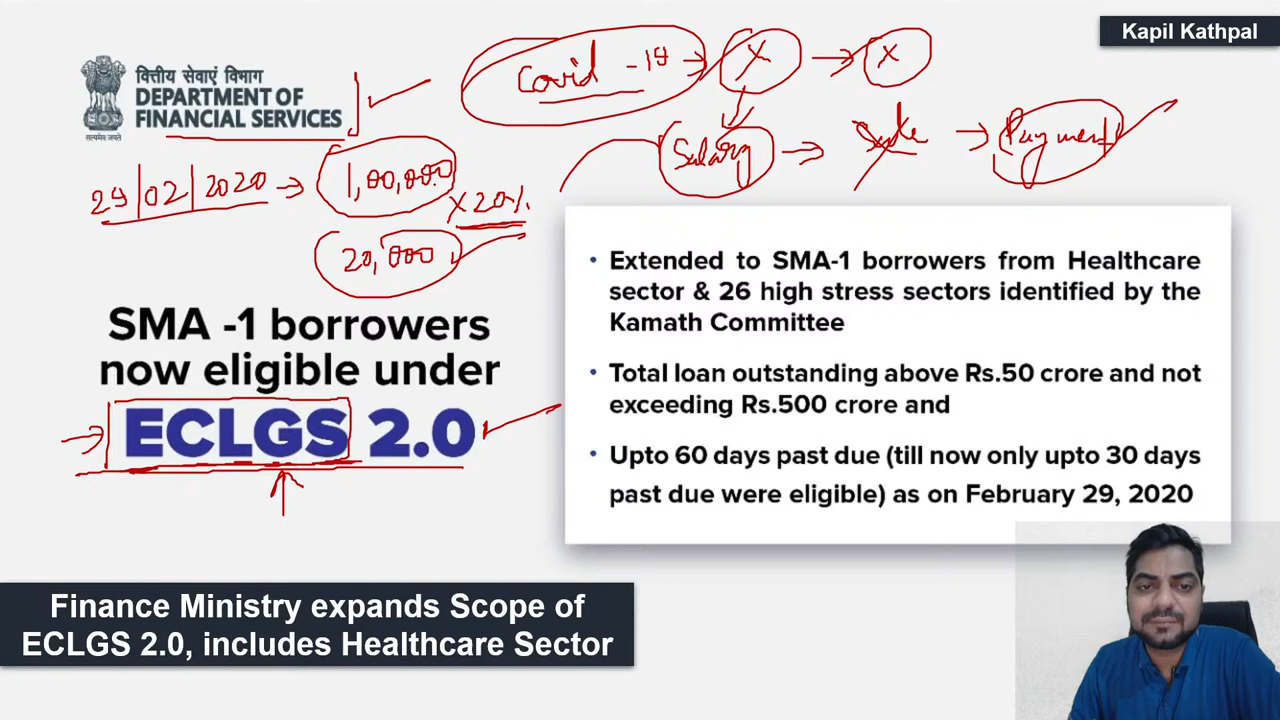 Kapil Kathpal
वित्तीय सेवाएं विभाग
DEPARTMENT OF
FINANCIAL SERVICES
सत्यमेव जयते
Covid -19 → X → X
Salary → → Payment
29/02/2020 → 1,00,000
x 20%
20,000
SMA -1 borrowers
now eligible under
ECLGS 2.0
• Extended to SMA-1 borrowers from Healthcare
sector & 26 high stress sectors identified by the
Kamath Committee
• Total loan outstanding above Rs.50 crore and not
exceeding Rs.500 crore and
• Upto 60 days past due (till now only upto 30 days
past due were eligible) as on February 29, 2020
Finance Ministry expands Scope of
ECLGS 2.0, includes Healthcare Sector